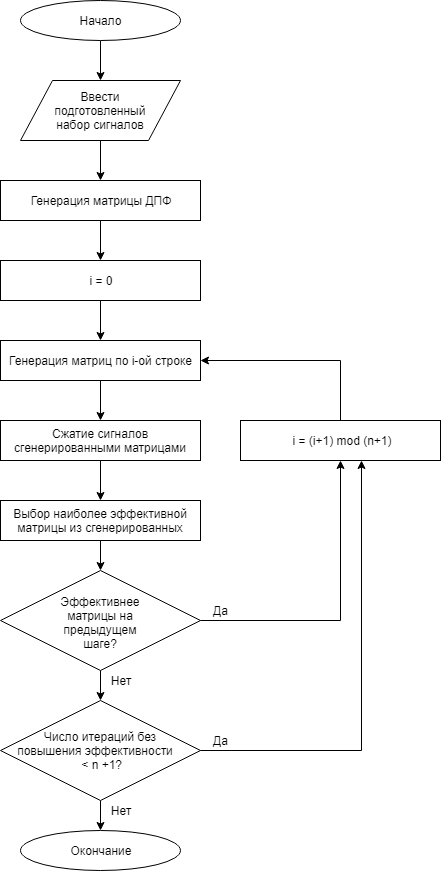 Начало
Ввести
подготовленный
набор сигналов
Генерация матрицы ДПФ
i = 0
Генерация матриц по i-ой строке
Сжатие сигналов
сгенерированными матрицами
i = (i+1) mod (n+1)
Выбор наиболее эффективной
матрицы из сгенерированных
Эффективнее
матрицы на
предыдущем
шаге?
Да
Нет
Число итераций без
повышения эффективности
< n +1?
Да
Нет
Окончание